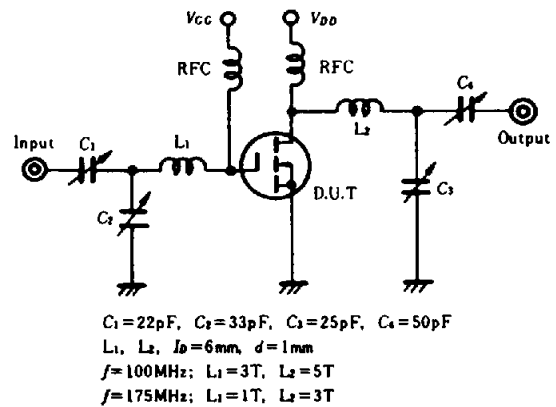 VGG VDD
RFC RFC
C4
L1 L2
Input C1 Output
C2 D.U.T C3
C1=22pF, C2=33pF, C3=25pF, C4=50pF
L1, L2, ID=6mm, d=1mm
f=100MHz; L1=3T, L2=5T
f=175MHz; L1=1T, L2=3T